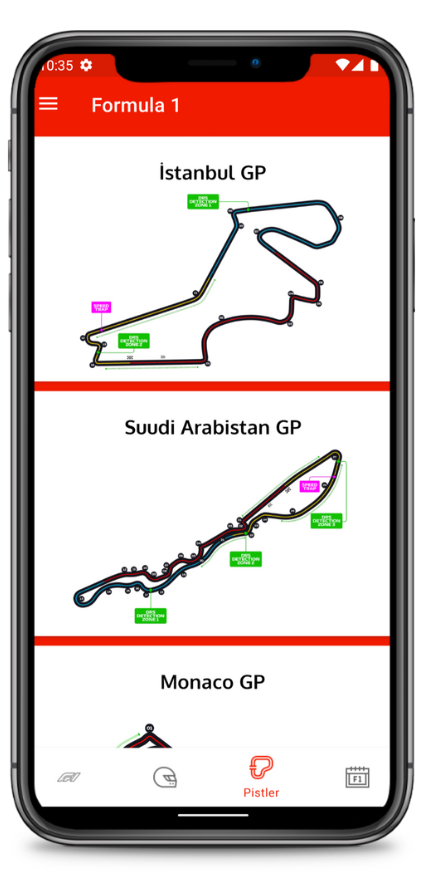 10:35
Formula 1
İstanbul GP
DRS
DETECTION
ZONE 1
SPEED
TRAP
DRS
DETECTION
ZONE 2
Suudi Arabistan GP
SPEED
TRAP
DRS
DETECTION
ZONE 3
DRS
DETECTION
ZONE 2
DRS
DETECTION
ZONE 1
Monaco GP
F1
F1
Pistler